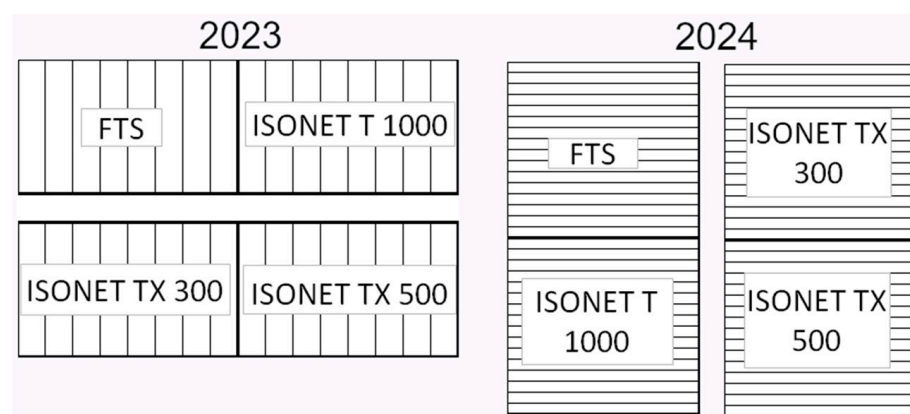 2023
FTS
ISONET T 1000
ISONET TX 300
ISONET TX 500
2024
FTS
ISONET TX
300
ISONET T
1000
ISONET TX
500